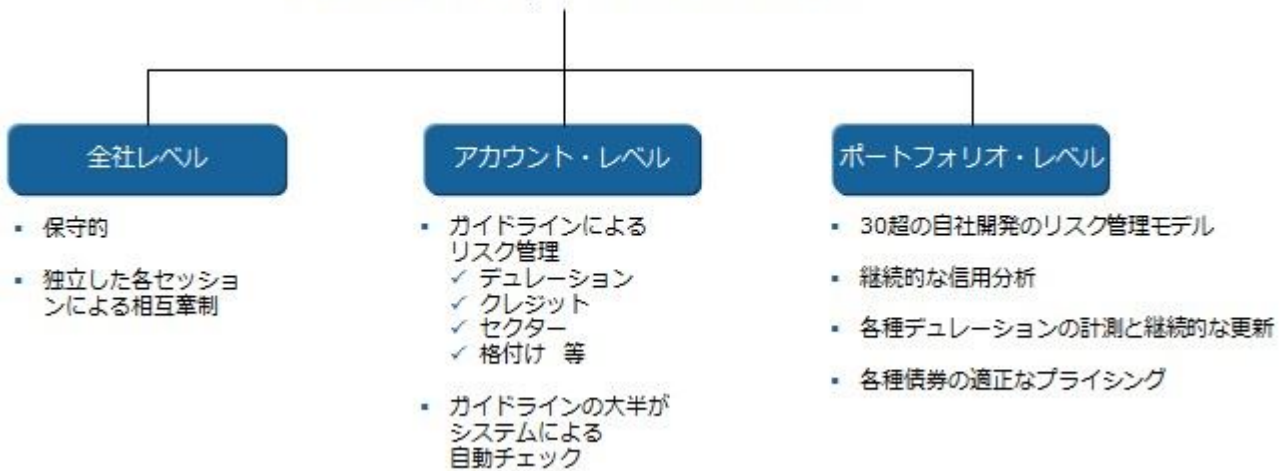 全社レベル
▪ 保守的
▪ 独立した各セッショ
ンによる相互牽制
アカウント・レベル
▪ ガイドラインによる
リスク管理
✓ デュレーション
✓ クレジット
✓ セクター
✓ 格付け 等
▪ ガイドラインの大半が
システムによる
自動チェック
ポートフォリオ・レベル
▪ 30超の自社開発のリスク管理モデル
▪ 継続的な信用分析
▪ 各種デュレーションの計測と継続的な更新
▪ 各種債券の適正なプライシング